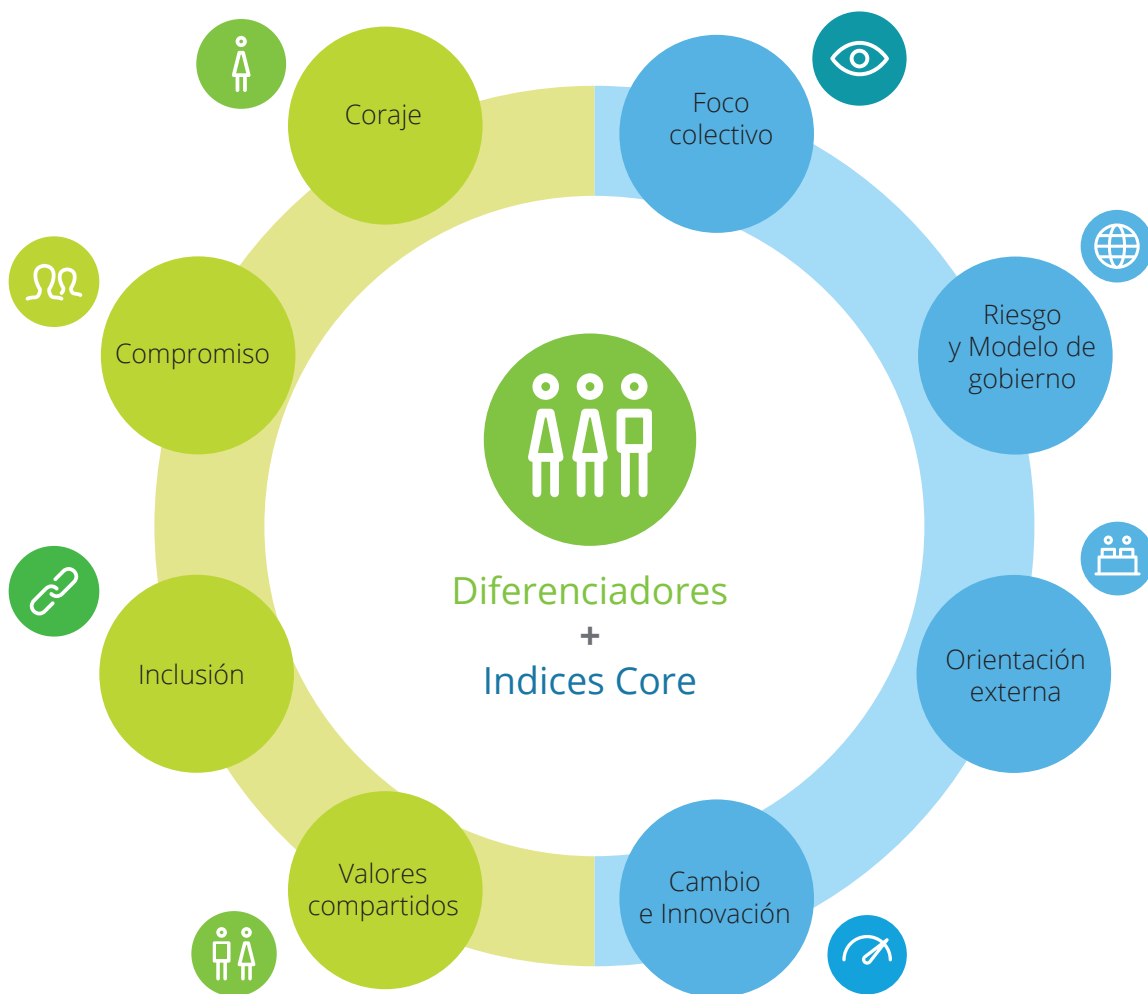 Coraje
Foco
colectivo
Compromiso
Riesgo
y Modelo de
gobierno
Diferenciadores
+
Indices Core
Inclusión
Orientación
externa
Valores
compartidos
Cambio
e Innovación